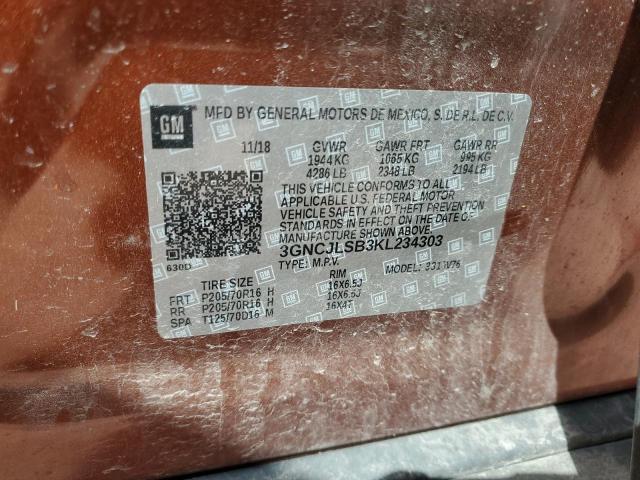 GM
MFD BY GENERAL MOTORS DE MEXICO, S. DE R.L. DE C.V.
11/18 GVWR GAWR FRT GAWR RR
1944 KG 1065 KG 995 KG
4286 LB 2348 LB 2194 LB
THIS VEHICLE CONFORMS TO ALL
APPLICABLE U.S. FEDERAL MOTOR
VEHICLE SAFETY AND THEFT PREVENTION
STANDARDS IN EFFECT ON THE DATE OF
MANUFACTURE SHOWN ABOVE.
3GNCJLSB3KL234303
630D TYPE: M.P.V. MODEL: 331 W76
TIRE SIZE RIM
FRT P205/70R16 H 16X6.5J
RR P205/70R16 H 16X6.5J
SPA T125/70D16 M 16X4T